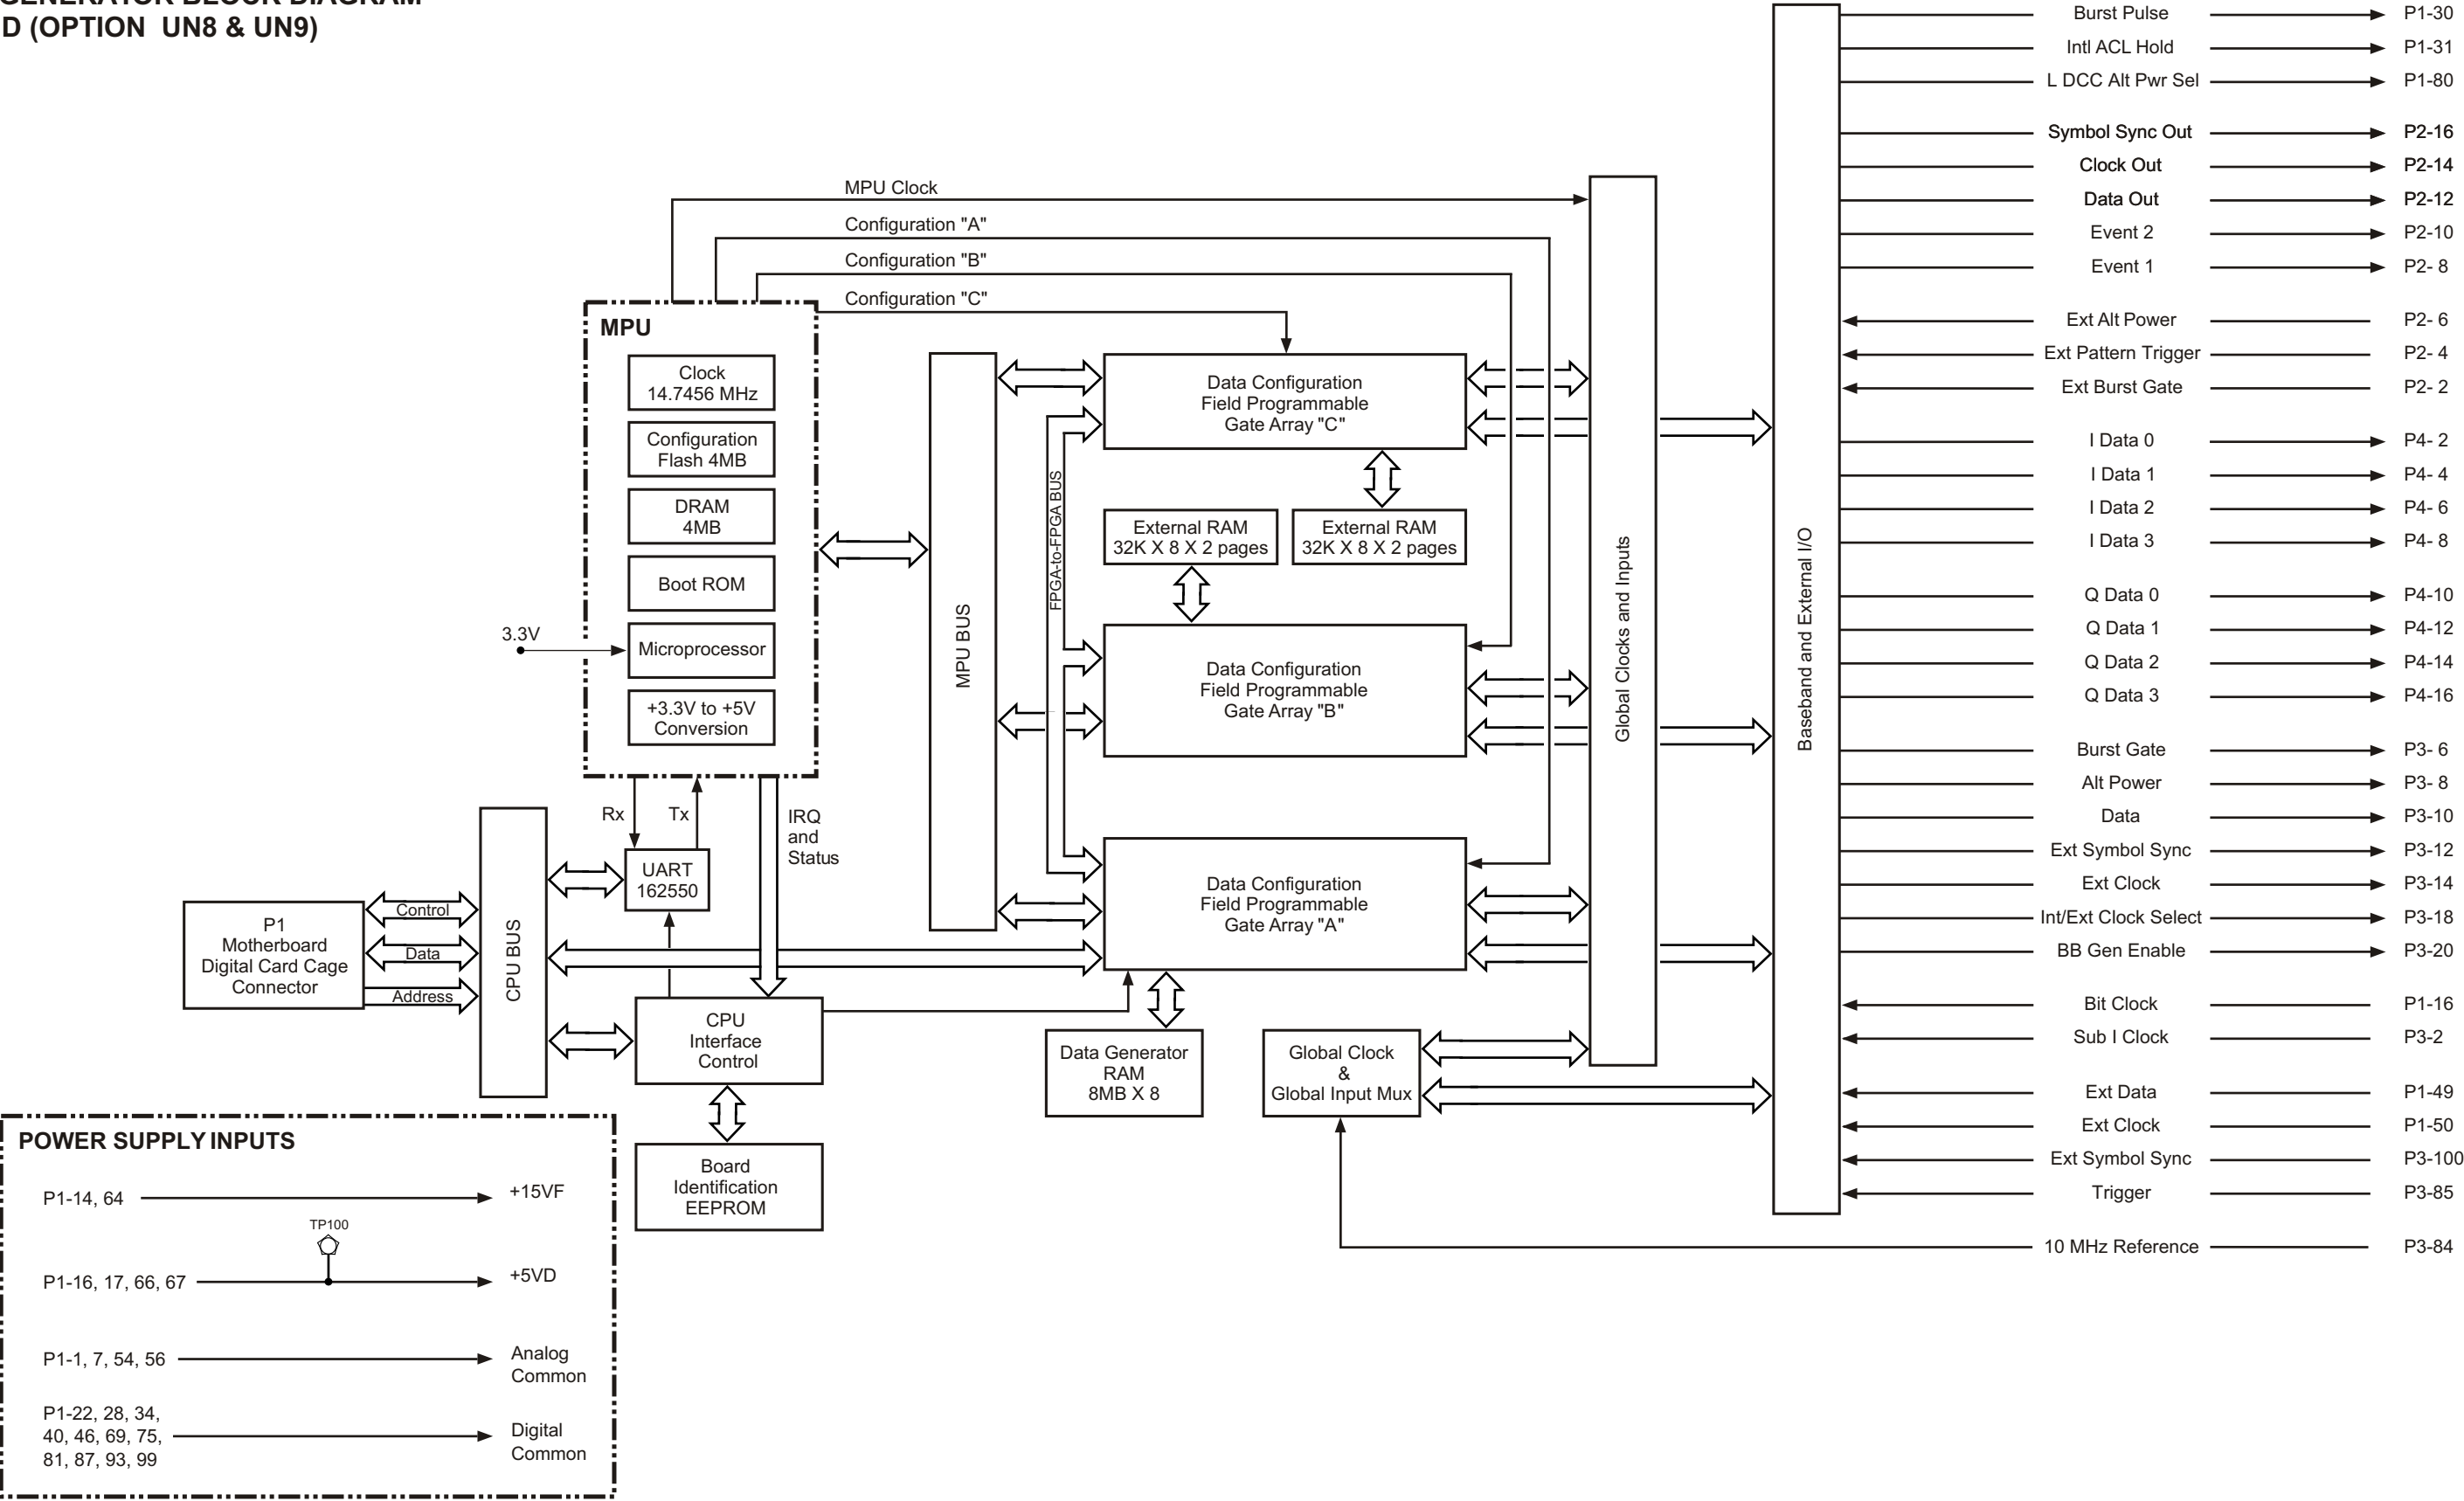 D (OPTION UN8 & UN9)
MPU Clock
Configuration "A"
Configuration "B"
Configuration "C"
MPU
Clock
14.7456 MHz
Configuration
Flash 4MB
DRAM
4MB
Boot ROM
3.3V
Microprocessor
+3.3V to +5V
Conversion
Rx
Tx
IRQ
and
Status
UART
162550
P1
Motherboard
Digital Card Cage
Connector
Control
Data
Address
CPU BUS
CPU
Interface
Control
Board
Identification
EEPROM
MPU BUS
FPGA-to-FPGA BUS
Data Configuration
Field Programmable
Gate Array "C"
External RAM
32K X 8 X 2 pages
External RAM
32K X 8 X 2 pages
Data Configuration
Field Programmable
Gate Array "B"
Data Configuration
Field Programmable
Gate Array "A"
Data Generator
RAM
8MB X 8
Global Clock
&
Global Input Mux
Global Clocks and Inputs
Baseband and External I/O
Burst Pulse P1-30
Intl ACL Hold P1-31
L DCC Alt Pwr Sel P1-80
Symbol Sync Out P2-16
Clock Out P2-14
Data Out P2-12
Event 2 P2-10
Event 1 P2- 8
Ext Alt Power P2- 6
Ext Pattern Trigger P2- 4
Ext Burst Gate P2- 2
I Data 0 P4- 2
I Data 1 P4- 4
I Data 2 P4- 6
I Data 3 P4- 8
Q Data 0 P4-10
Q Data 1 P4-12
Q Data 2 P4-14
Q Data 3 P4-16
Burst Gate P3- 6
Alt Power P3- 8
Data P3-10
Ext Symbol Sync P3-12
Ext Clock P3-14
Int/Ext Clock Select P3-18
BB Gen Enable P3-20
Bit Clock P1-16
Sub I Clock P3-2
Ext Data P1-49
Ext Clock P1-50
Ext Symbol Sync P3-100
Trigger P3-85
10 MHz Reference P3-84
POWER SUPPLY INPUTS
P1-14, 64 +15VF
TP100
P1-16, 17, 66, 67 +5VD
P1-1, 7, 54, 56
Analog
Common
P1-22, 28, 34,
40, 46, 69, 75,
81, 87, 93, 99
Digital
Common